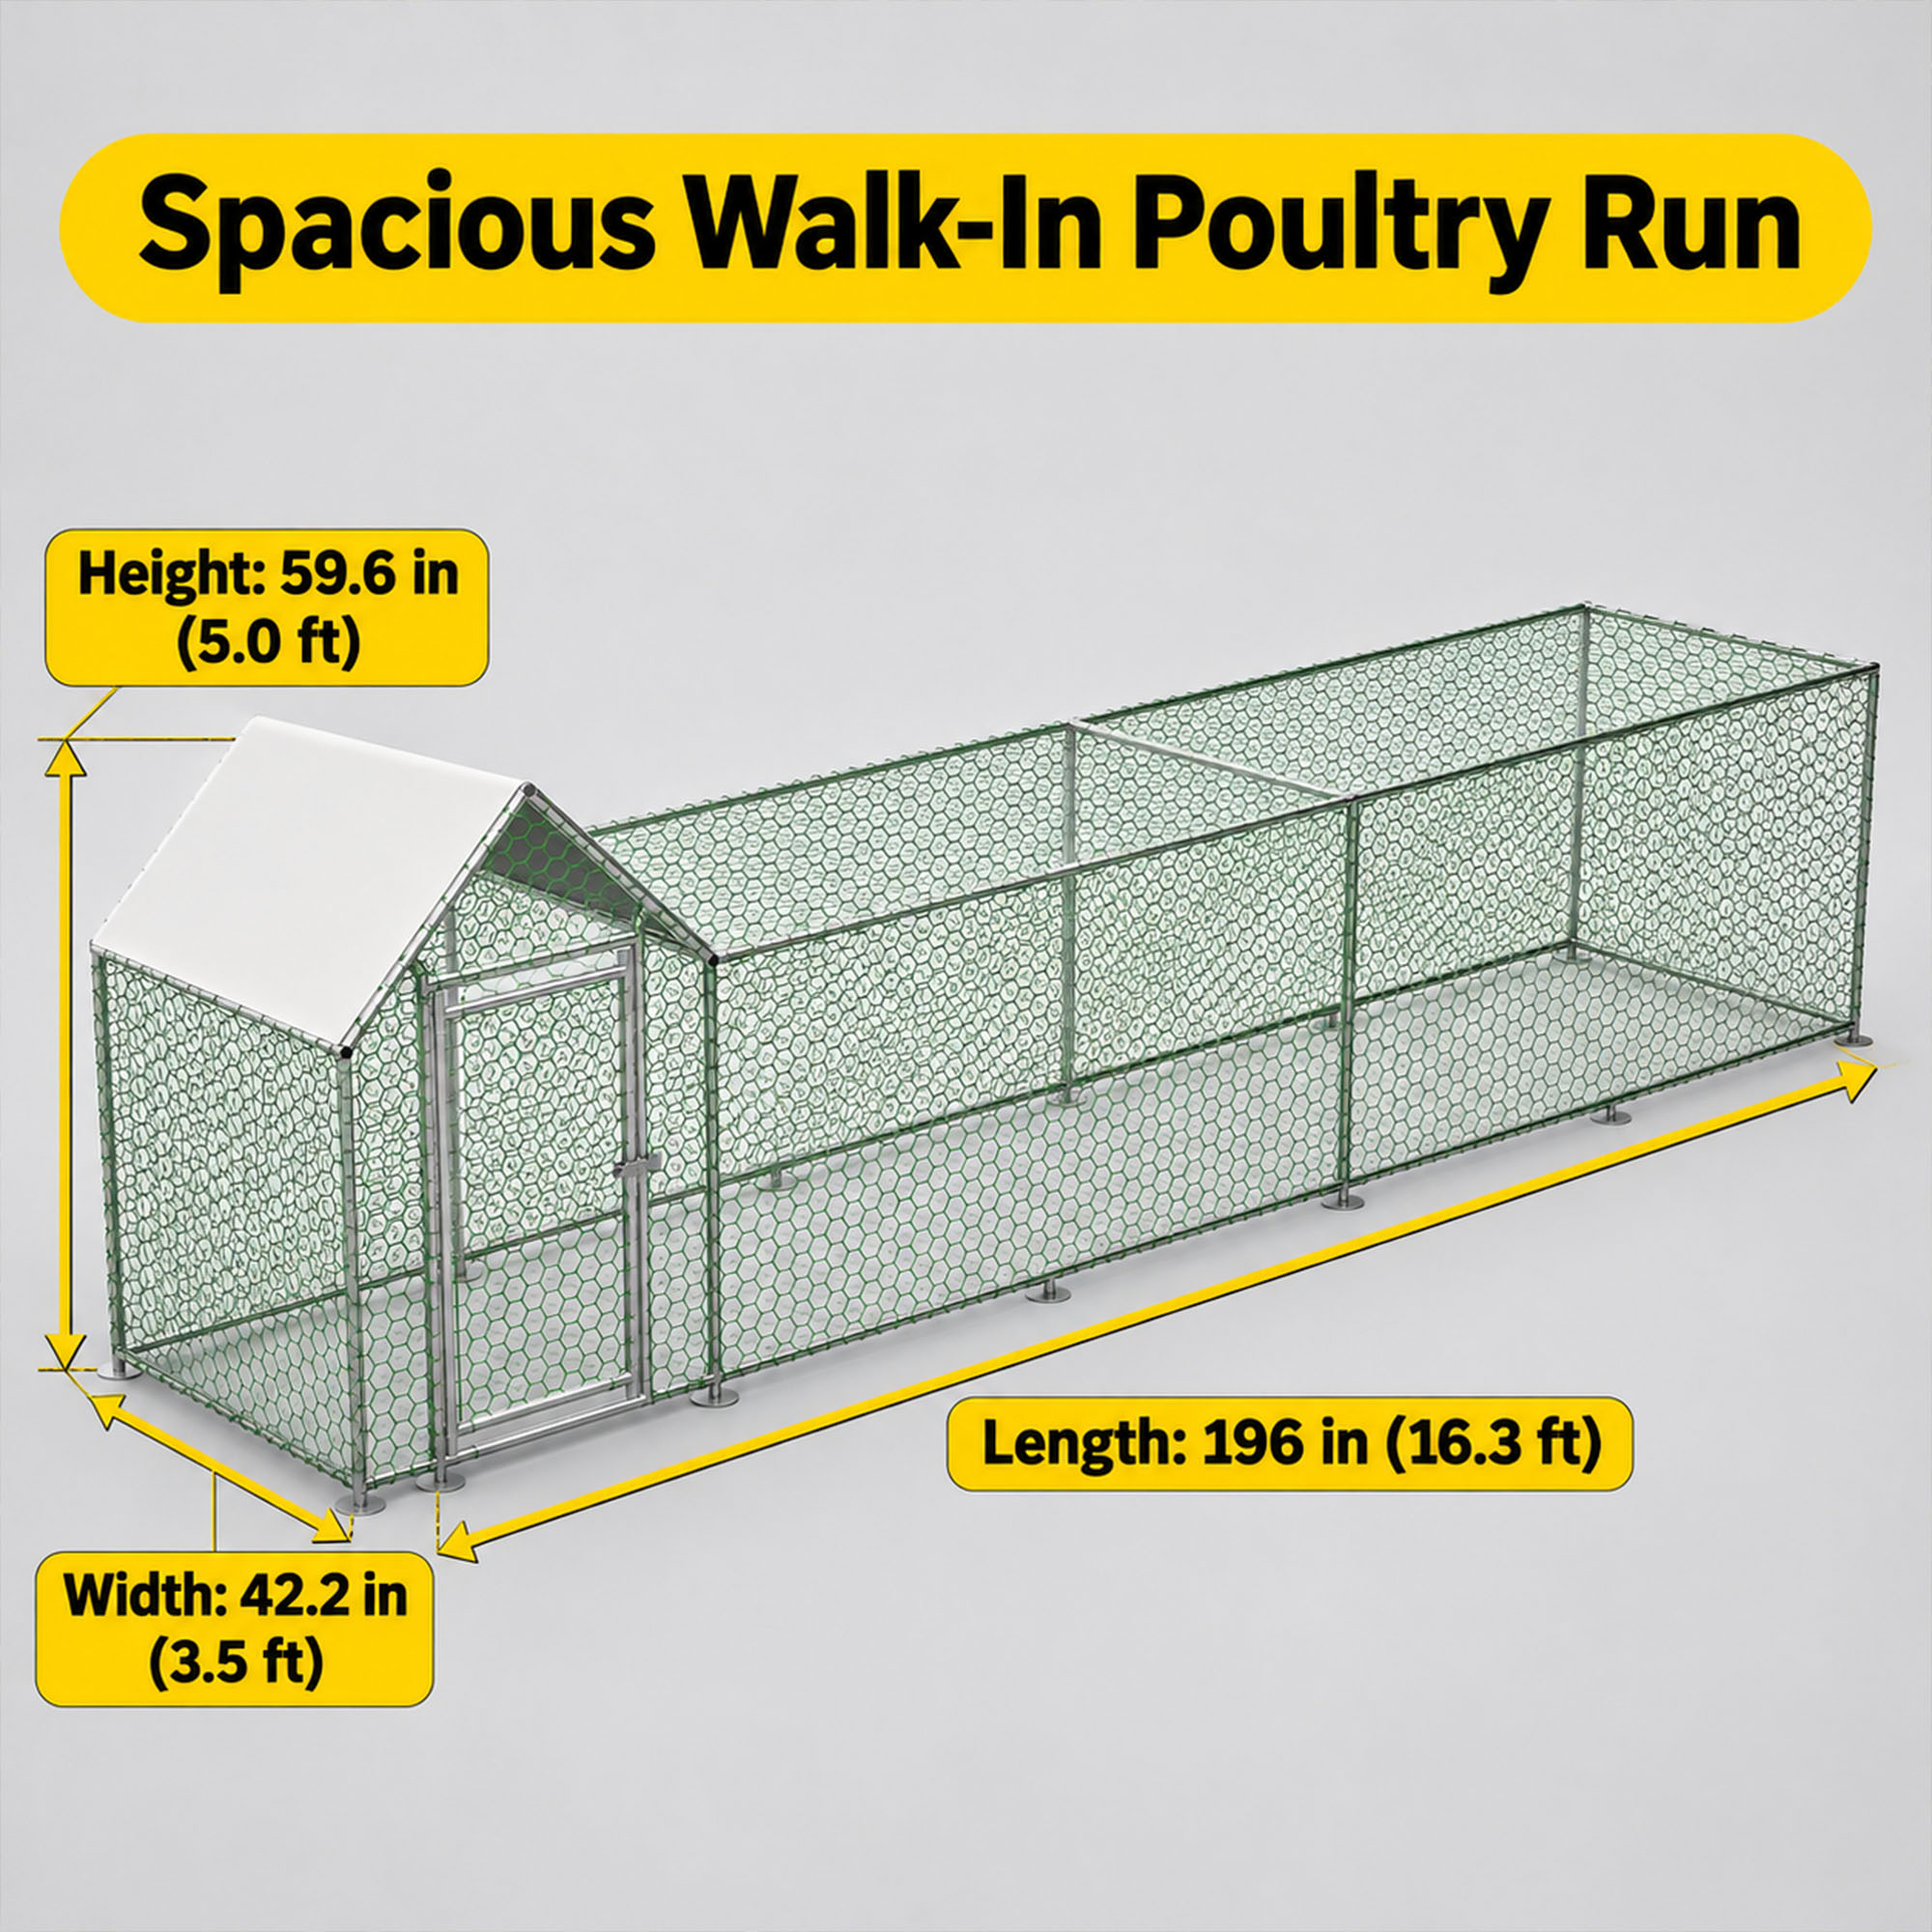 Spacious Walk-In Poultry Run
Height: 59.6 in
(5.0 ft)
Length: 196 in (16.3 ft)
Width: 42.2 in
(3.5 ft)